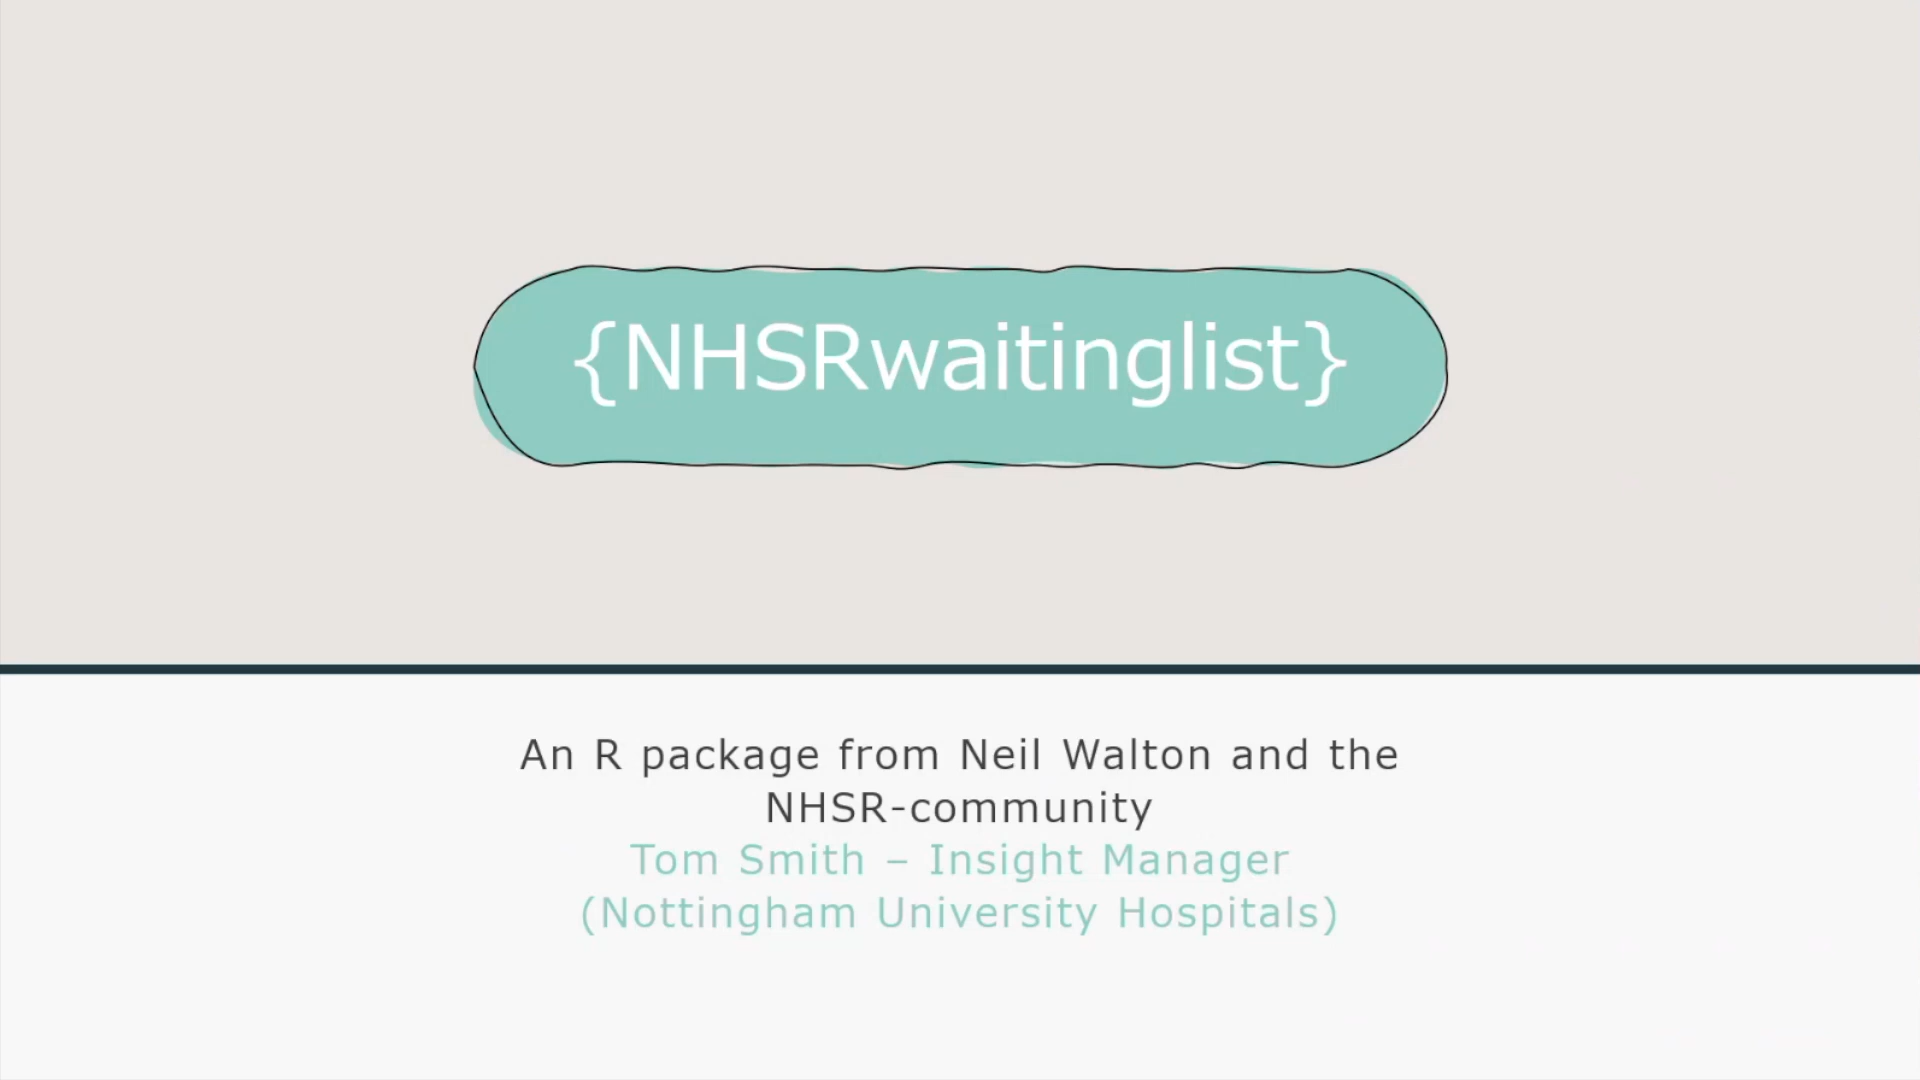 {NHSRwaitinglist}
An R package from Neil Walton and the
NHSR-community
Tom Smith – Insight Manager
(Nottingham University Hospitals)